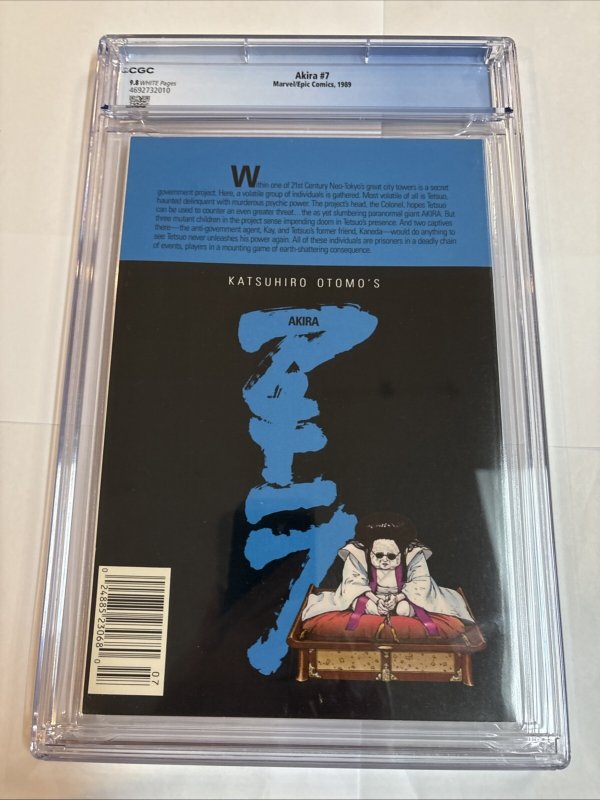 CGC
Akira #7
9.8 WHITE Pages
Marvel/Epic Comics, 1989
4692732010
Within one of 21st Century Neo-Tokyo's great city towers is a secret
government project. Here, a volatile group of individuals is gathered. Most volatile of all is Tetsuo,
haunted delinquent with murderous psychic power. The project's head, the Colonel, hopes Tetsuo
can be used to counter an even greater threat... the as yet slumbering paranormal giant AKIRA. But
three mutant children in the project sense impending doom in Tetsuo's presence. And two captives
there—the anti-government agent, Kay, and Tetsuo's former friend, Kaneda—would do anything to
see Tetsuo never unleashes his power again. All of these individuals are prisoners in a deadly chain
of events, players in a mounting game of earth-shattering consequence.
KATSUHIRO OTOMO'S
AKIRA
アキラ
0 24885 23068 0
07